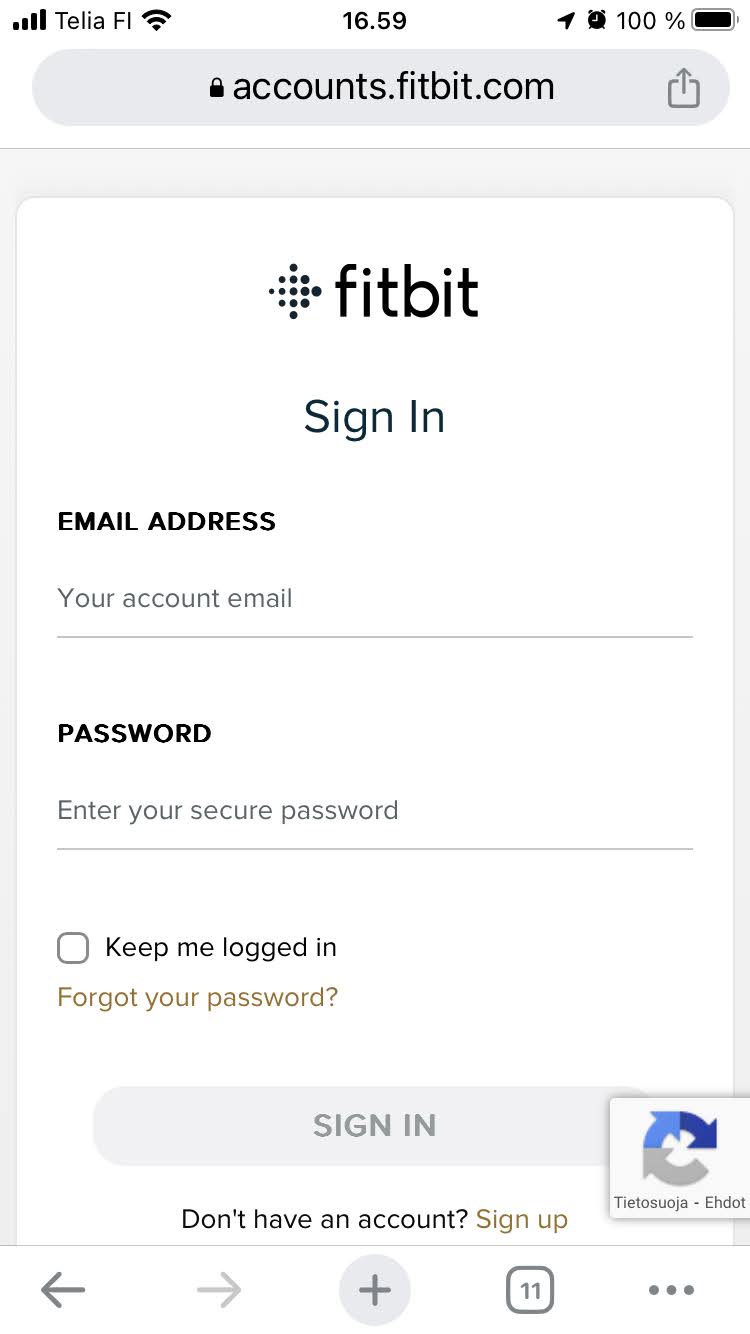 Telia FI 16.59 100 %
accounts.fitbit.com
fitbit
Sign In
EMAIL ADDRESS
Your account email
PASSWORD
Enter your secure password
Keep me logged in
Forgot your password?
SIGN IN
Tietosuoja - Ehdot
Don't have an account? Sign up
11